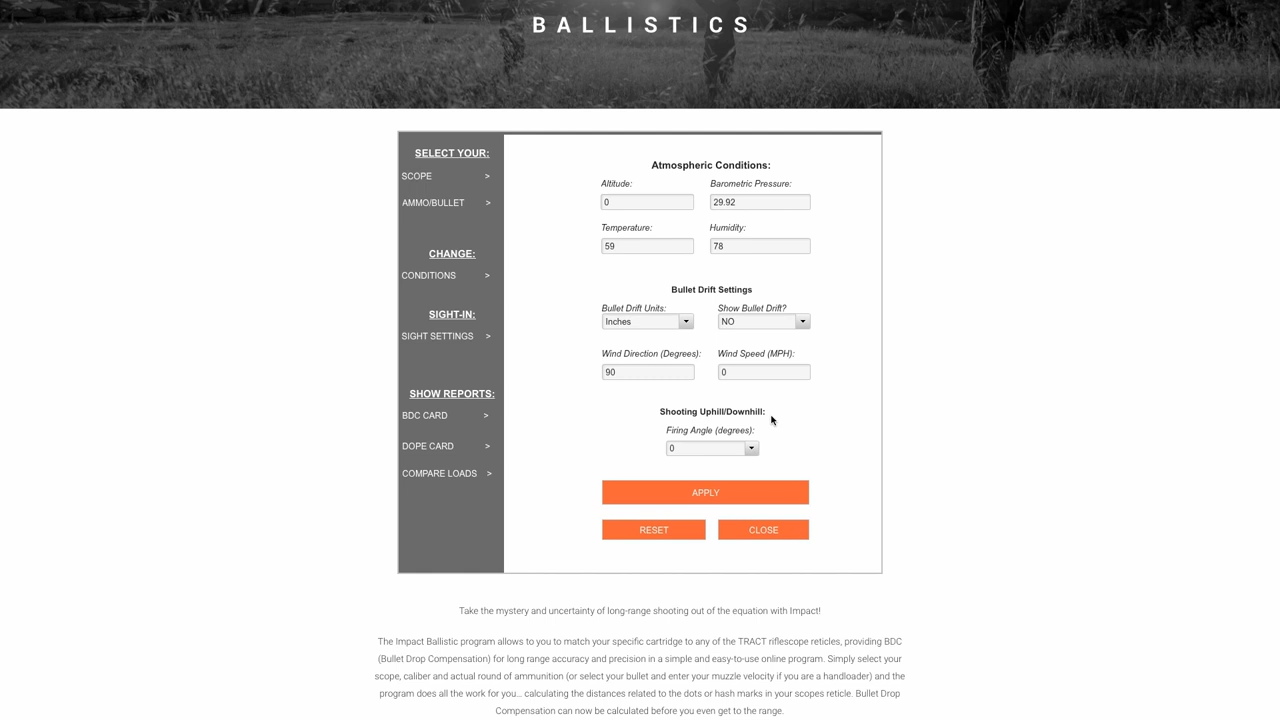 BALLISTICS
SELECT YOUR:
SCOPE >
AMMO/BULLET >
CHANGE:
CONDITIONS >
SIGHT-IN:
SIGHT SETTINGS >
SHOW REPORTS:
BDC CARD >
DOPE CARD >
COMPARE LOADS >
Atmospheric Conditions:
Altitude: Barometric Pressure:
0 29.92
Temperature: Humidity:
59 78
Bullet Drift Settings
Bullet Drift Units: Show Bullet Drift?
Inches NO
Wind Direction (Degrees): Wind Speed (MPH):
90 0
Shooting Uphill/Downhill:
Firing Angle (degrees):
0
APPLY
RESET CLOSE
Take the mystery and uncertainty of long-range shooting out of the equation with Impact!
The Impact Ballistic program allows to you to match your specific cartridge to any of the TRACT riflescope reticles, providing BDC
(Bullet Drop Compensation) for long range accuracy and precision in a simple and easy-to-use online program. Simply select your
scope, caliber and actual round of ammunition (or select your bullet and enter your muzzle velocity if you are a handloader) and the
program does all the work for you... calculating the distances related to the dots or hash marks in your scopes reticle. Bullet Drop
Compensation can now be calculated before you even get to the range.